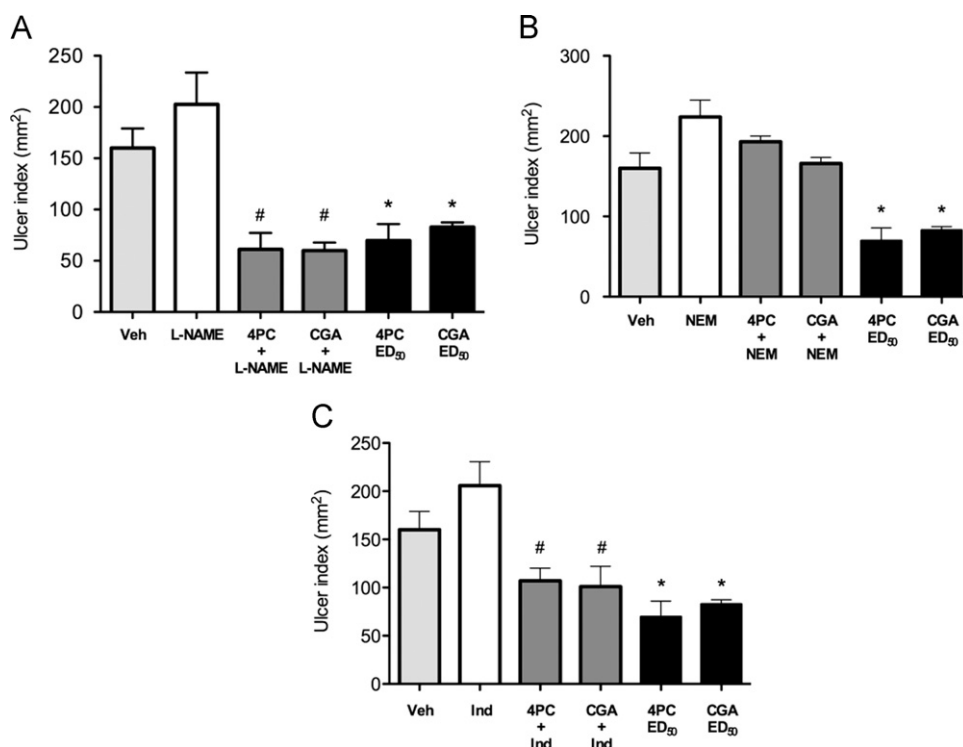 A
Ulcer index (mm²)
250
200
150
100
50
0
# # * *
Veh L-NAME 4PC + L-NAME CGA + L-NAME 4PC ED₅₀ CGA ED₅₀
B
Ulcer index (mm²)
300
200
100
0
* *
Veh NEM 4PC + NEM CGA + NEM 4PC ED₅₀ CGA ED₅₀
C
Ulcer index (mm²)
250
200
150
100
50
0
# # * *
Veh Ind 4PC + Ind CGA + Ind 4PC ED₅₀ CGA ED₅₀